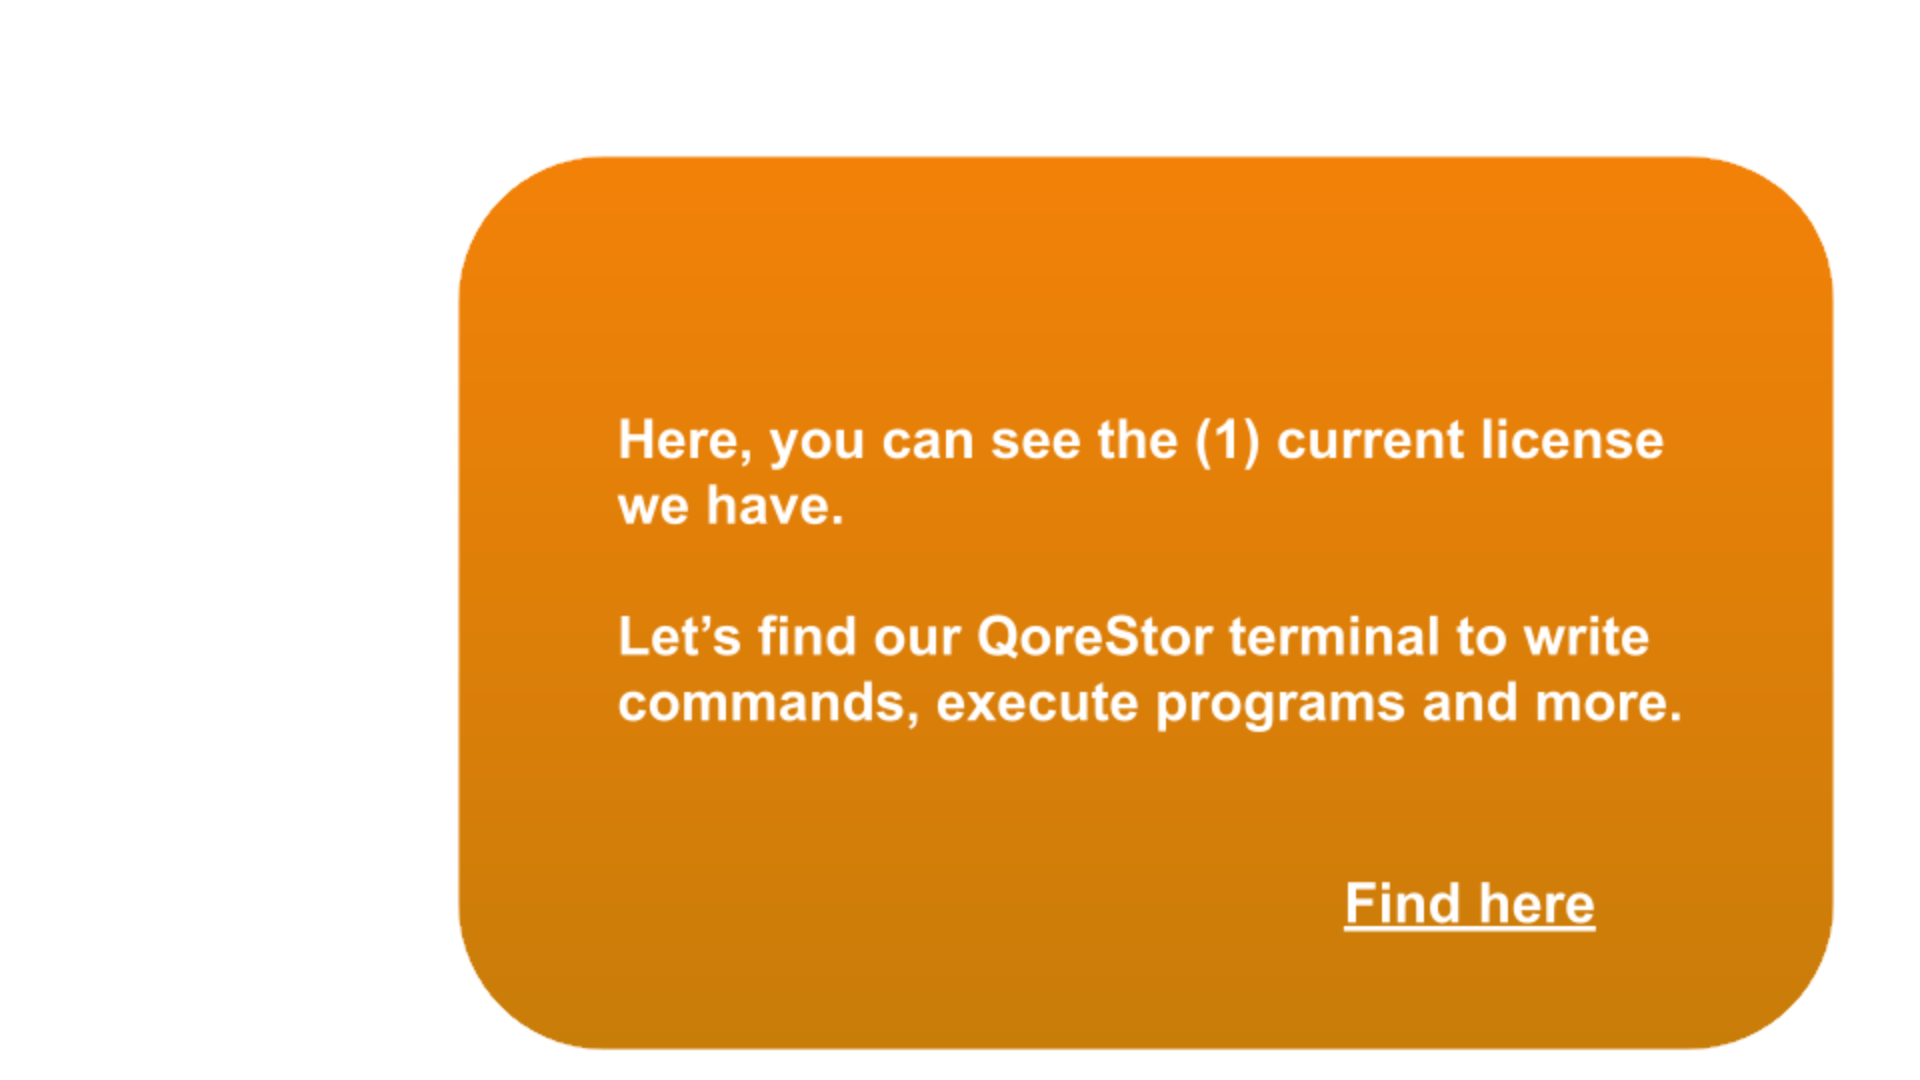 Here, you can see the (1) current license
we have.
Let’s find our QoreStor terminal to write
commands, execute programs and more.
Find here